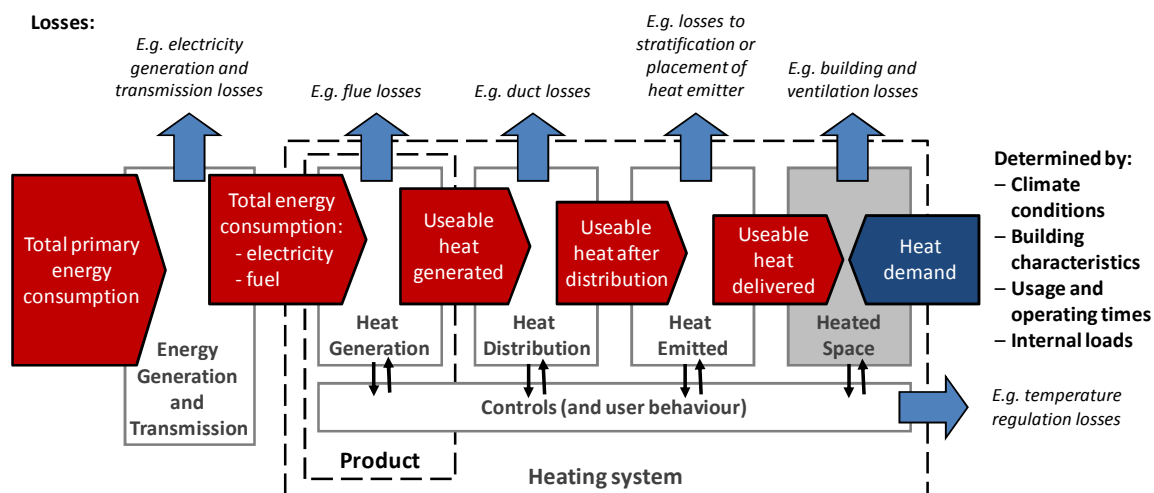 Losses:
E.g. electricity
generation and
transmission losses
E.g. flue losses
E.g. duct losses
E.g. losses to
stratification or
placement of
heat emitter
E.g. building and
ventilation losses
Total primary
energy
consumption
Total energy
consumption:
- electricity
- fuel
Useable
heat
generated
Useable
heat after
distribution
Useable
heat
delivered
Heat
demand
Determined by:
– Climate
conditions
– Building
characteristics
– Usage and
operating times
– Internal loads
Energy
Generation
and
Transmission
Heat
Generation
Heat
Distribution
Heat
Emitted
Heated
Space
Controls (and user behaviour)
E.g. temperature
regulation losses
Product
Heating system